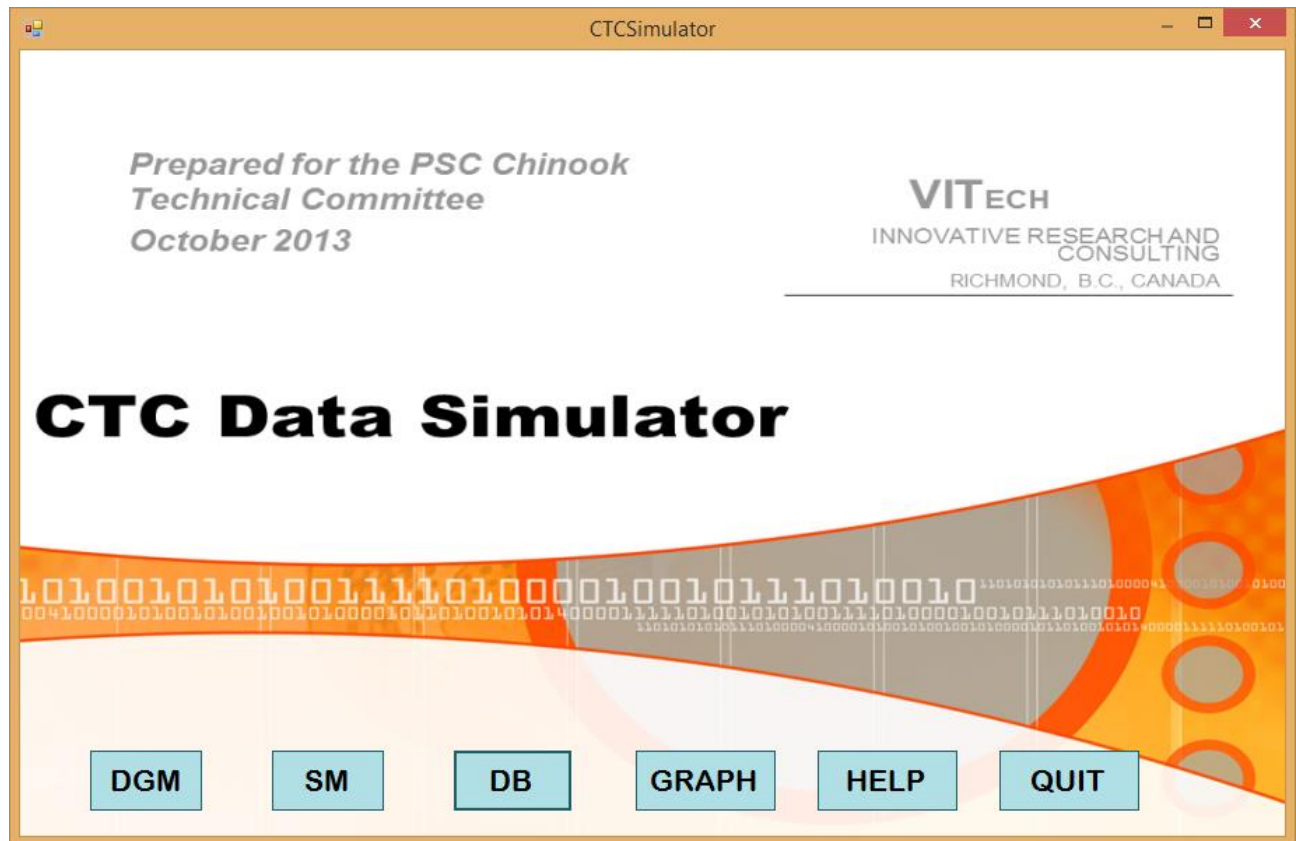 CTCSimulator
Prepared for the PSC Chinook
Technical Committee
October 2013
VITECH
INNOVATIVE RESEARCH AND
CONSULTING
RICHMOND, B.C., CANADA
CTC Data Simulator
DGM SM DB GRAPH HELP QUIT